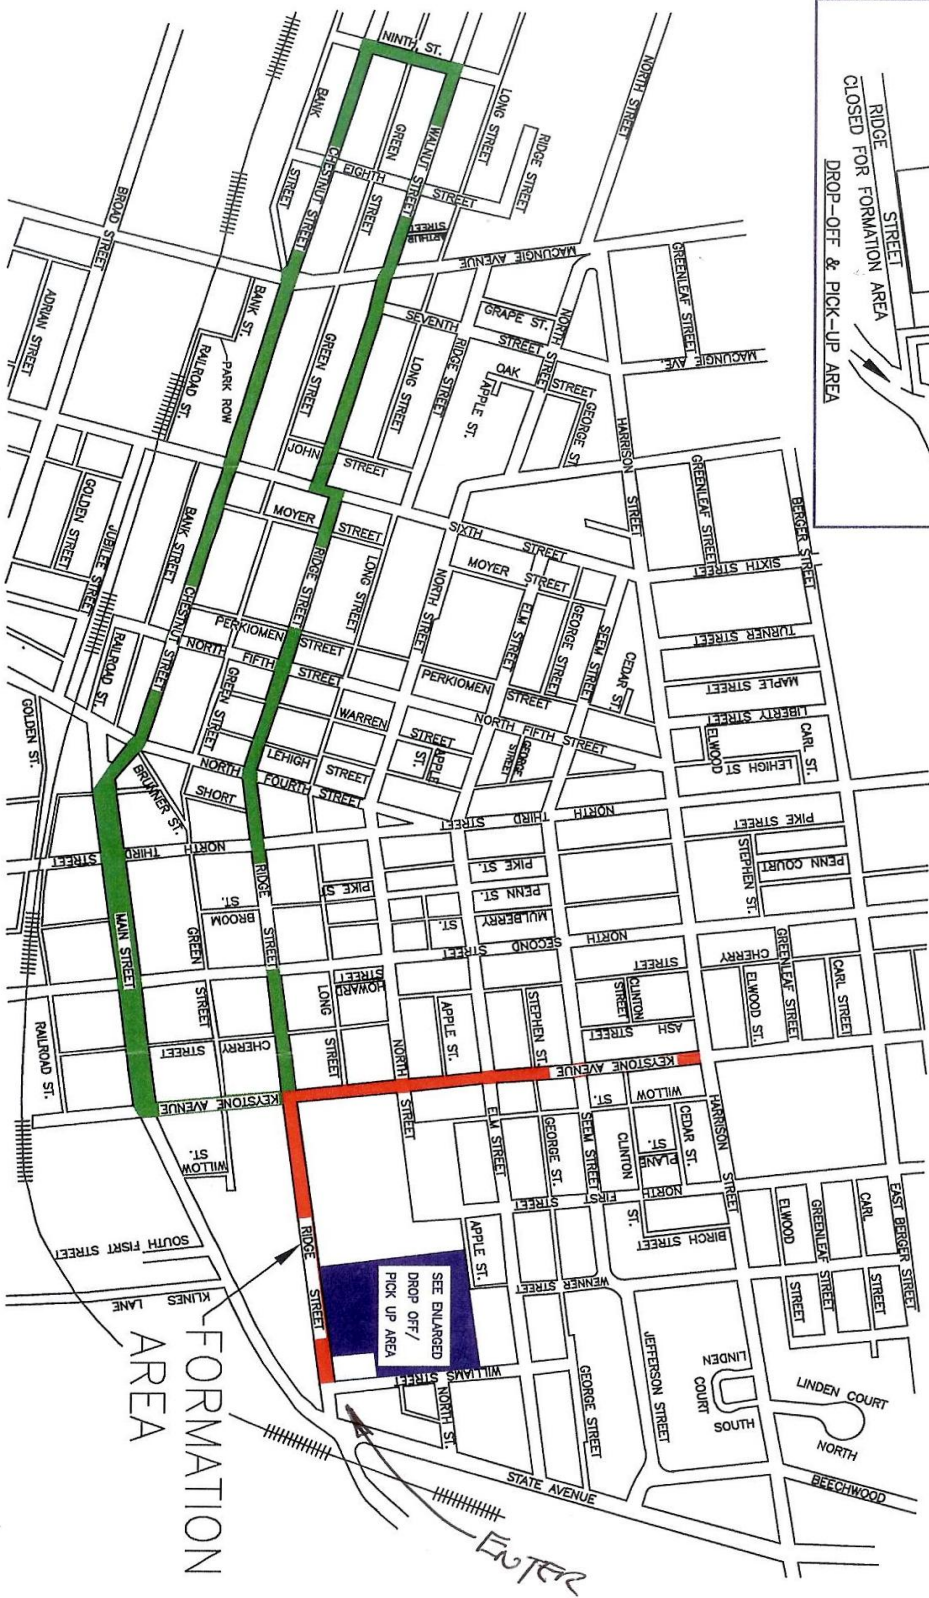 RIDGE STREET
CLOSED FOR FORMATION AREA
DROP-OFF & PICK-UP AREA
NINTH ST.
BANK STREET
GREEN STREET
CHESTNUT STREET
EIGHTH STREET
WALNUT STREET
LONG STREET
RIDGE STREET
NORTH STREET
ARTHUR STREET
MACUNGIE AVENUE
BROAD STREET
ADRIAN STREET
PARK ROW
BANK ST.
RAILROAD ST.
GREEN STREET
LONG STREET
SEVENTH STREET
RIDGE STREET
GRAPE ST.
NORTH STREET
OAK STREET
APPLE ST.
GEORGE ST.
GREENLEAF STREET
MACUNGIE AVE.
HARRISON STREET
JOHN STREET
GOLDEN STREET
JUBILEE STREET
BANK STREET
CHESTNUT STREET
MOYER STREET
RIDGE STREET
LONG STREET
SIXTH STREET
NORTH STREET
MOYER STREET
ELM STREET
GEORGE STREET
SEEM STREET
CEDAR ST.
GREENLEAF STREET
BERGER STREET
SIXTH STREET
TURNER STREET
MAPLE STREET
LIBERTY STREET
ELWOOD
CARL ST.
LEHIGH ST
PERKIOMEN STREET
NORTH FIFTH STREET
RAILROAD ST.
GOLDEN ST.
GREEN STREET
WARREN STREET
PERKIOMEN STREET
NORTH FIFTH STREET
APPLE ST.
GEORGE STREET
LEHIGH STREET
NORTH FOURTH STREET
SHORT
BRUNNER ST.
NORTH THIRD STREET
NORTH THIRD STREET
PIKE STREET
PENN COURT
STEPHEN ST.
PIKE ST.
PIKE ST.
PENN ST.
MULBERRY ST.
BROOM ST.
RIDGE STREET
MAIN STREET
GREEN STREET
NORTH SECOND STREET
HOWARD STREET
LONG STREET
APPLE ST.
STEPHEN ST.
CLINTON STREET
ASH STREET
CHERRY STREET
GREENLEAF STREET
CARL STREET
ELWOOD ST.
CHERRY STREET
RAILROAD ST.
KEYSTONE AVENUE
NORTH STREET
KEYSTONE AVENUE
WILLOW ST.
WILLOW ST.
ELM STREET
GEORGE ST.
SEEM STREET
CLINTON ST.
PLANE ST.
CEDAR ST.
HARRISON STREET
NORTH FIRST STREET
BIRCH STREET
ELWOOD STREET
GREENLEAF STREET
CARL STREET
EAST BERGER STREET
SOUTH FISRT STREET
KLINES LANE
RIDGE STREET
APPLE ST.
WENNER STREET
SEE ENLARGED
DROP OFF/
PICK UP AREA
WILLIAMS STREET
NORTH ST.
GEORGE STREET
JEFFERSON STREET
LINDEN COURT SOUTH
LINDEN COURT NORTH
BEECHWOOD
STATE AVENUE
FORMATION
AREA
ENTER